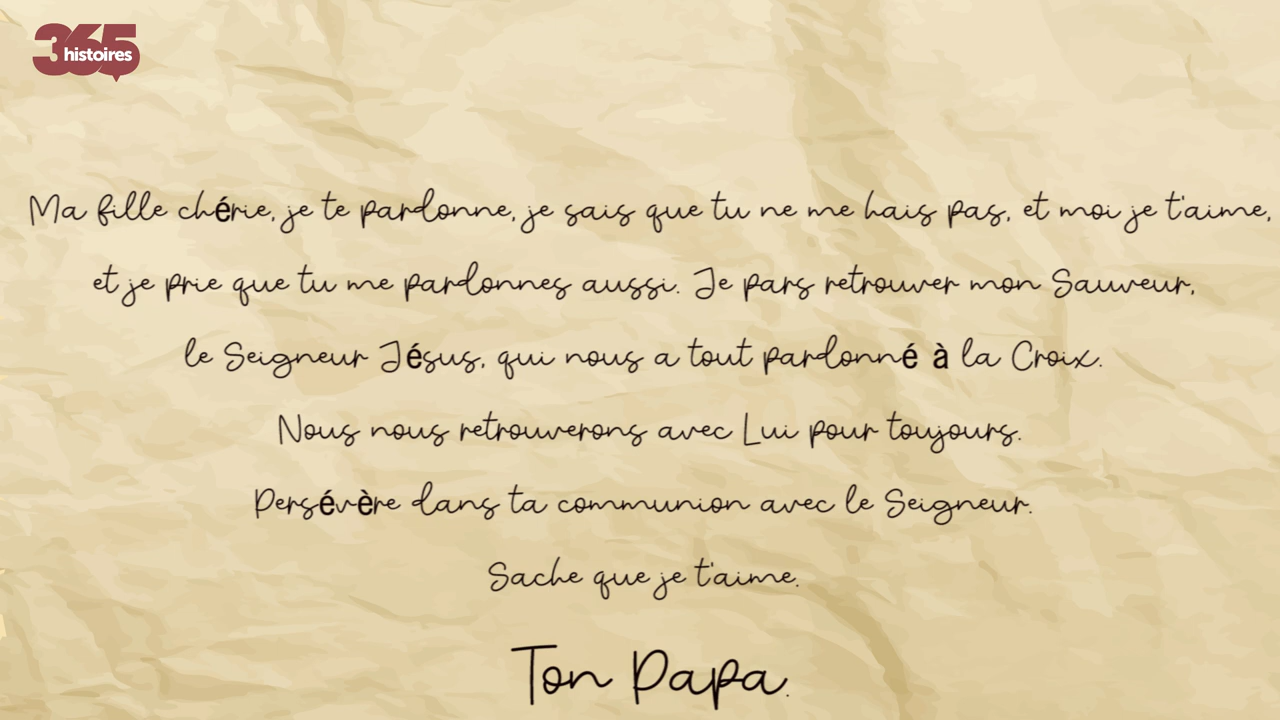 365
histoires
Ma fille chérie, je te pardonne, je sais que tu ne me hais pas, et moi je t'aime,
et je prie que tu me pardonnes aussi. Je pars retrouver mon Sauveur,
le Seigneur Jésus, qui nous a tout pardonné à la Croix.
Nous nous retrouverons avec Lui pour toujours.
Persévère dans ta communion avec le Seigneur.
Sache que je t'aime.
Ton Papa.